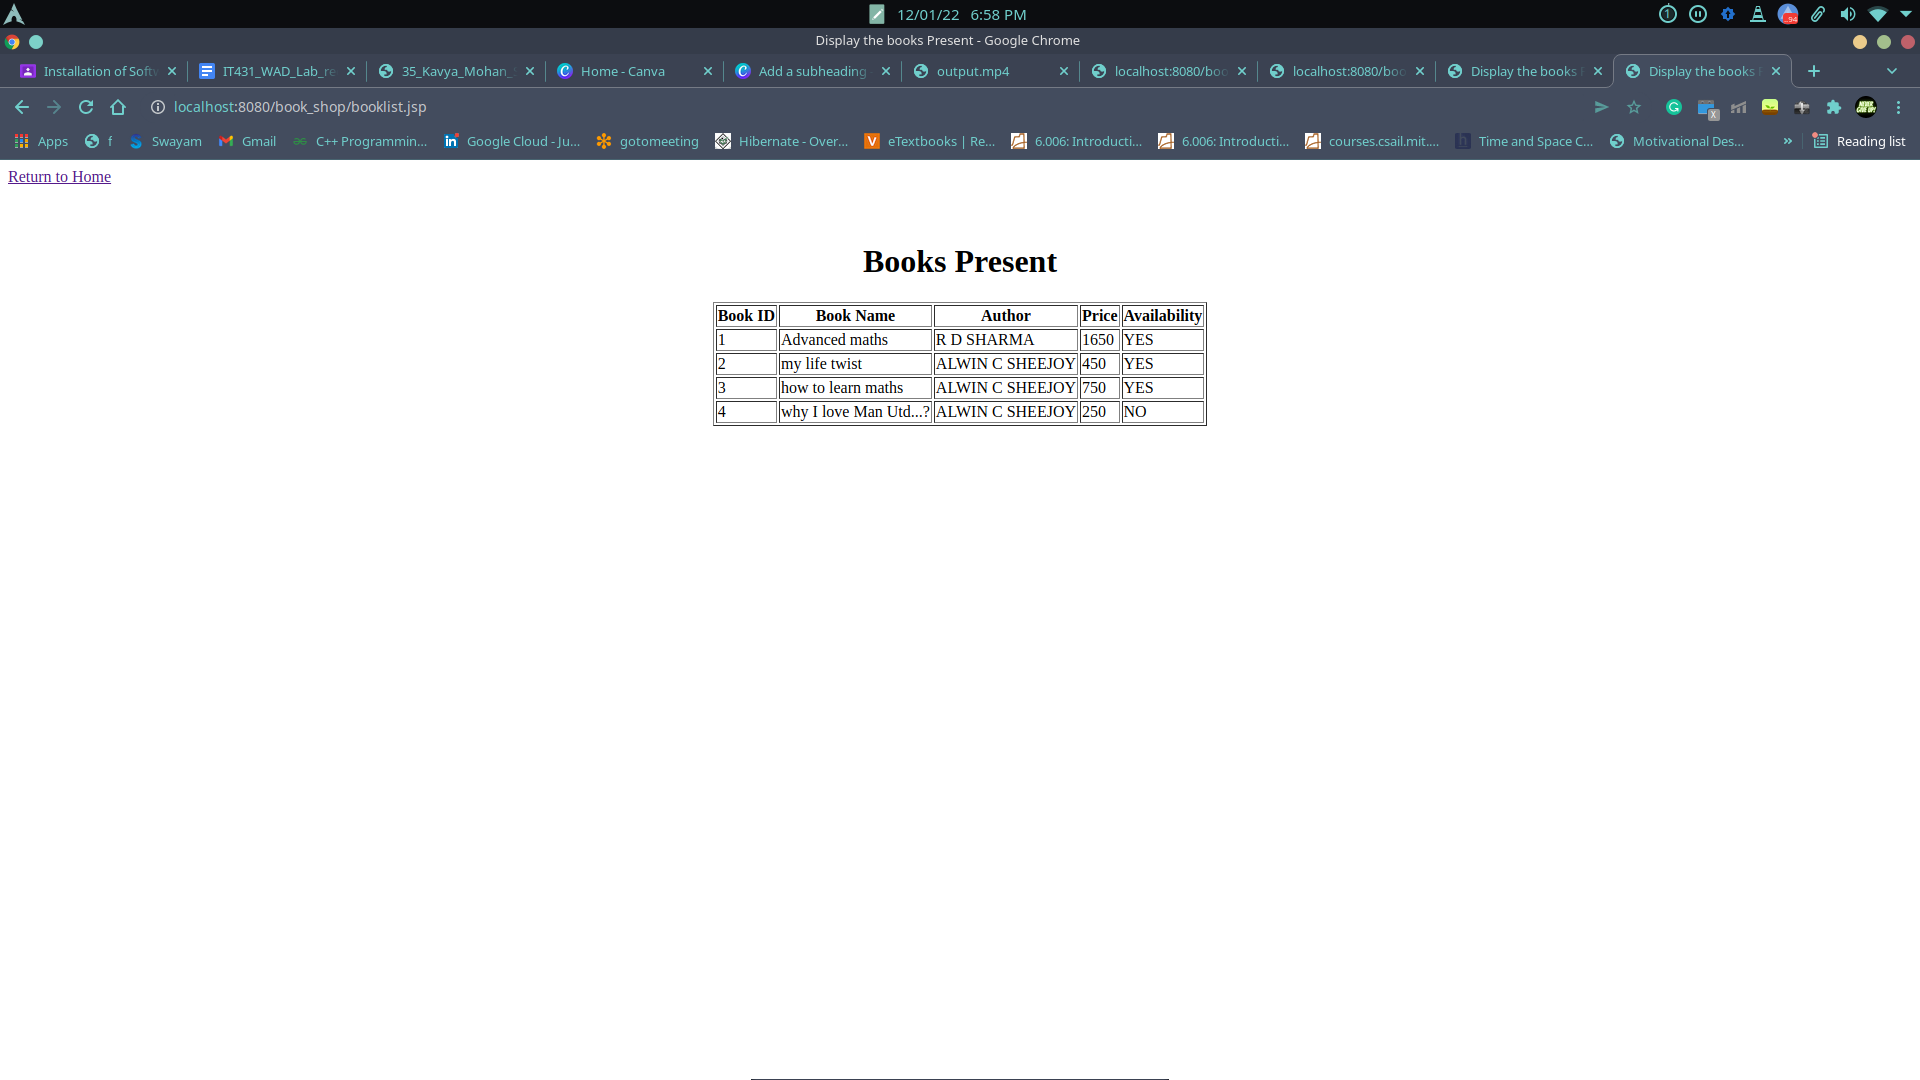 12/01/22 6:58 PM
Display the books Present - Google Chrome
Installation of Softw
IT431_WAD_Lab_re
35_Kavya_Mohan_
Home - Canva
Add a subheading
output.mp4
localhost:8080/boo
localhost:8080/boo
Display the books P
Display the books P
localhost:8080/book_shop/booklist.jsp
Apps f Swayam Gmail C++ Programmin... Google Cloud - Ju... gotomeeting Hibernate - Over... eTextbooks | Re... 6.006: Introducti... 6.006: Introducti... courses.csail.mit.... Time and Space C... Motivational Des... » Reading list
Return to Home
Books Present
Book ID Book Name Author Price Availability
1 Advanced maths R D SHARMA 1650 YES
2 my life twist ALWIN C SHEEJOY 450 YES
3 how to learn maths ALWIN C SHEEJOY 750 YES
4 why I love Man Utd...? ALWIN C SHEEJOY 250 NO